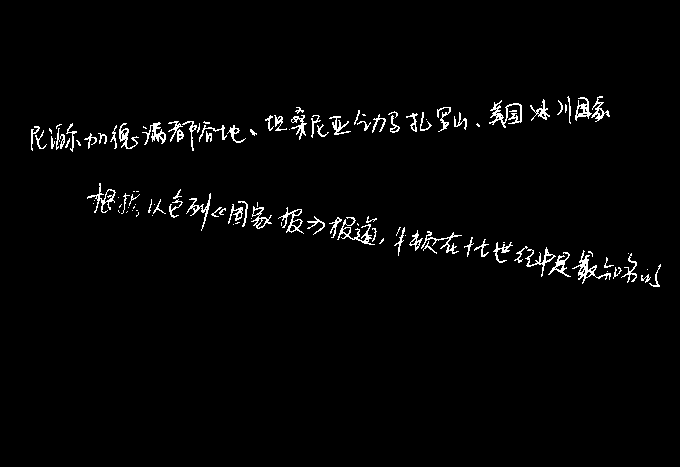 尼泊尔加德满都谷地、坦桑尼亚乞力马扎罗山、美国冰川国家
根据以色列《国家报》报道,牛顿在十七世纪中是最知名的